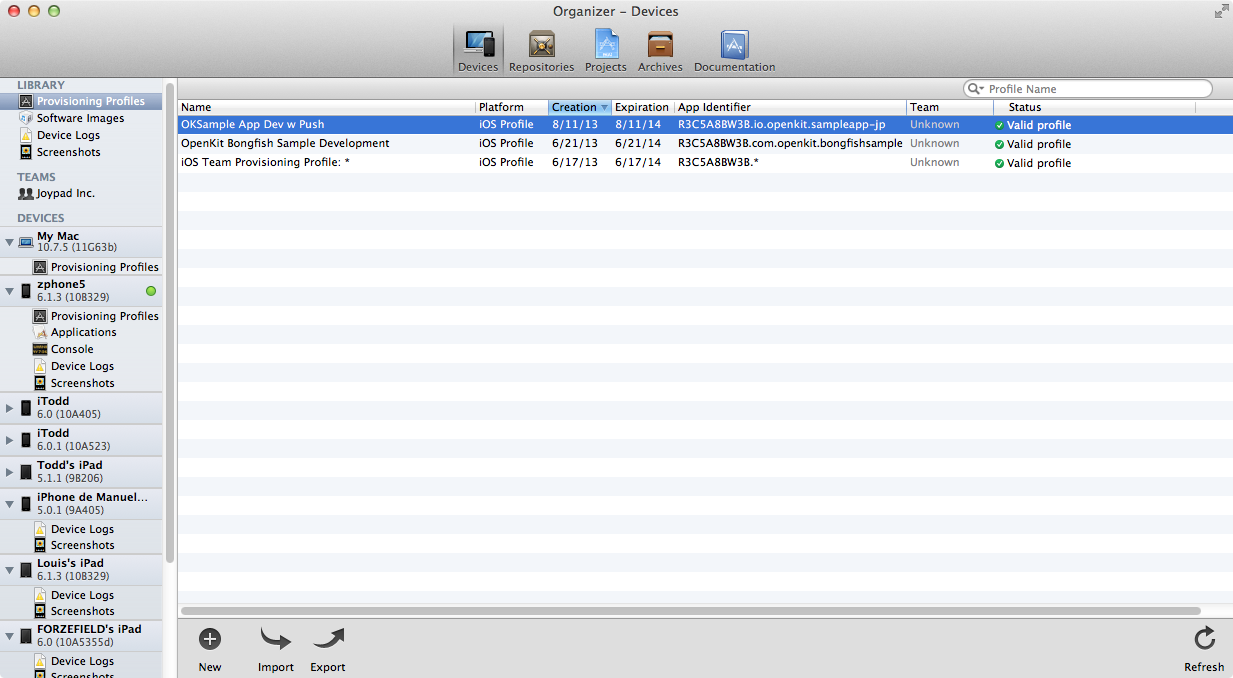 Organizer – Devices
Devices Repositories Projects Archives Documentation
Profile Name
LIBRARY
Provisioning Profiles
Software Images
Device Logs
Screenshots
TEAMS
Joypad Inc.
DEVICES
My Mac
10.7.5 (11G63b)
Provisioning Profiles
zphone5
6.1.3 (10B329)
Provisioning Profiles
Applications
Console
Device Logs
Screenshots
iTodd
6.0 (10A405)
iTodd
6.0.1 (10A523)
Todd's iPad
5.1.1 (9B206)
iPhone de Manuel...
5.0.1 (9A405)
Device Logs
Screenshots
Louis's iPad
6.1.3 (10B329)
Device Logs
Screenshots
FORZEFIELD's iPad
6.0 (10A5355d)
Device Logs
Screenshots
Name Platform Creation Expiration App Identifier Team Status
OKSample App Dev w Push iOS Profile 8/11/13 8/11/14 R3C5A8BW3B.io.openkit.sampleapp-jp Unknown Valid profile
OpenKit Bongfish Sample Development iOS Profile 6/21/13 6/21/14 R3C5A8BW3B.com.openkit.bongfishsample Unknown Valid profile
iOS Team Provisioning Profile: * iOS Profile 6/17/13 6/17/14 R3C5A8BW3B.* Unknown Valid profile
New Import Export Refresh